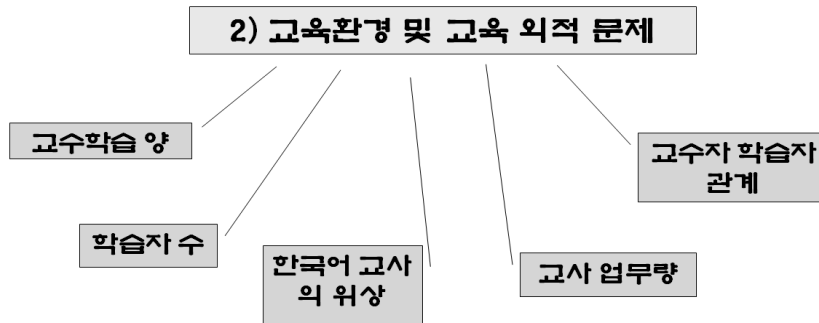 2) 교육환경 및 교육 외적 문제
교수학습 양
교수자 학습자
관계
학습자 수
한국어 교사
의 위상
교사 업무량